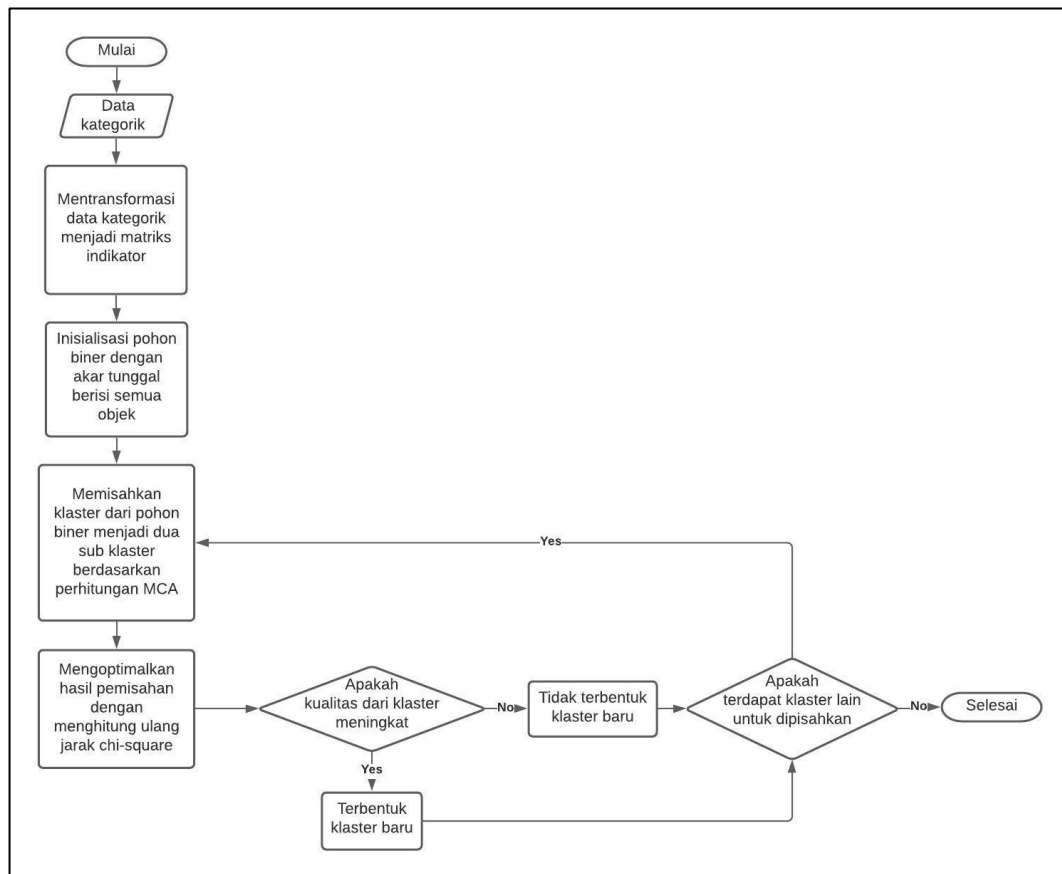 Mulai
Data
kategorik
Mentransformasi
data kategorik
menjadi matriks
indikator
Inisialisasi pohon
biner dengan
akar tunggal
berisi semua
objek
Memisahkan
klaster dari pohon
biner menjadi dua
sub klaster
berdasarkan
perhitungan MCA
Mengoptimalkan
hasil pemisahan
dengan
menghitung ulang
jarak chi-square
Apakah
kualitas dari klaster
meningkat
No
Tidak terbentuk
klaster baru
Yes
Terbentuk
klaster baru
Apakah
terdapat klaster lain
untuk dipisahkan
Yes
No
Selesai